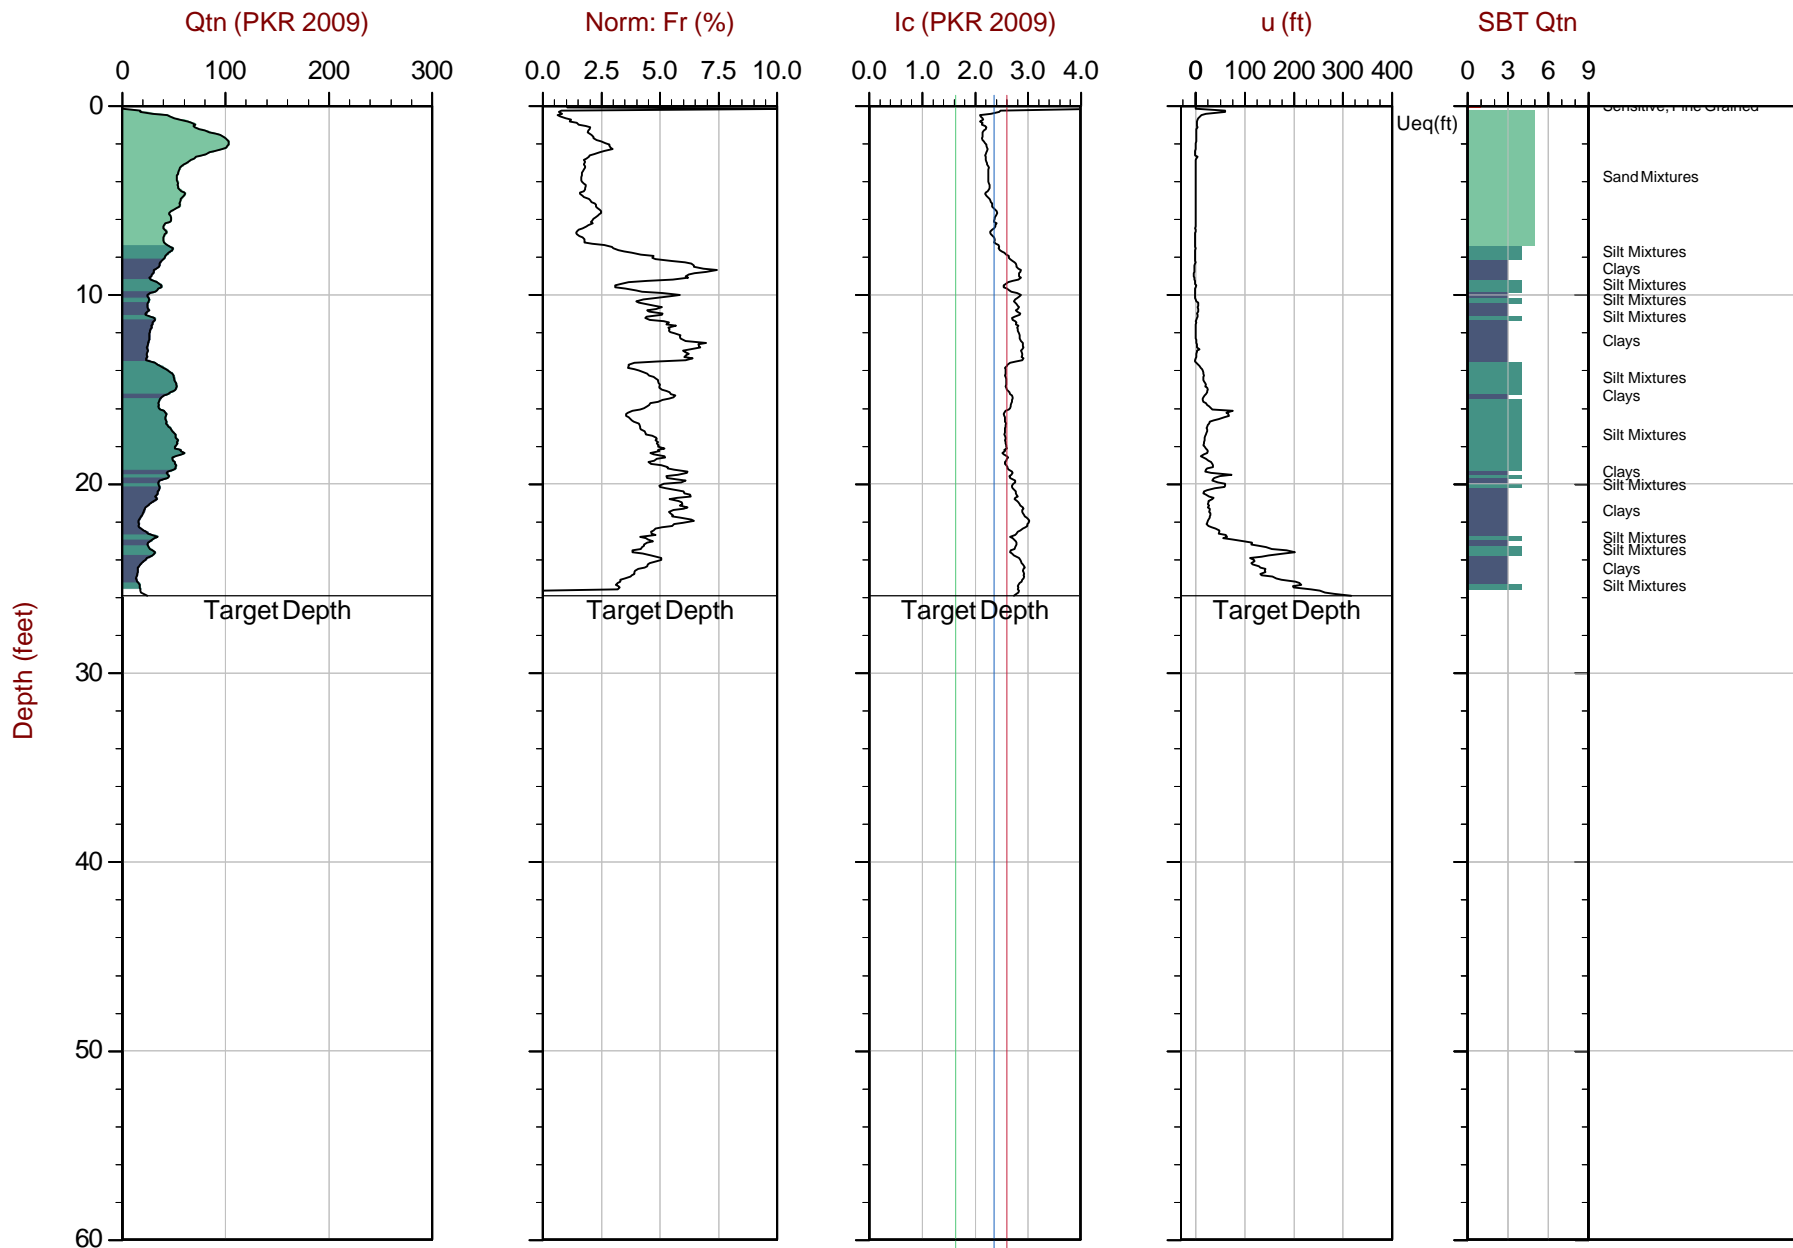 Qtn (PKR 2009) Norm: Fr (%) Ic (PKR 2009) u (ft) SBT Qtn
0 100 200 300 0.0 2.5 5.0 7.5 10.0 0.0 1.0 2.0 3.0 4.0 0 100 200 300 400 0 3 6 9
0
Sensitive, Fine Grained
Ueq(ft)
Sand Mixtures
Silt Mixtures
Clays
Silt Mixtures
10
Silt Mixtures
Silt Mixtures
Clays
Silt Mixtures
Clays
Silt Mixtures
Clays
20
Silt Mixtures
Clays
Silt Mixtures
Silt Mixtures
Clays
Silt Mixtures
Target Depth Target Depth Target Depth Target Depth
Depth (feet)
30
40
50
60